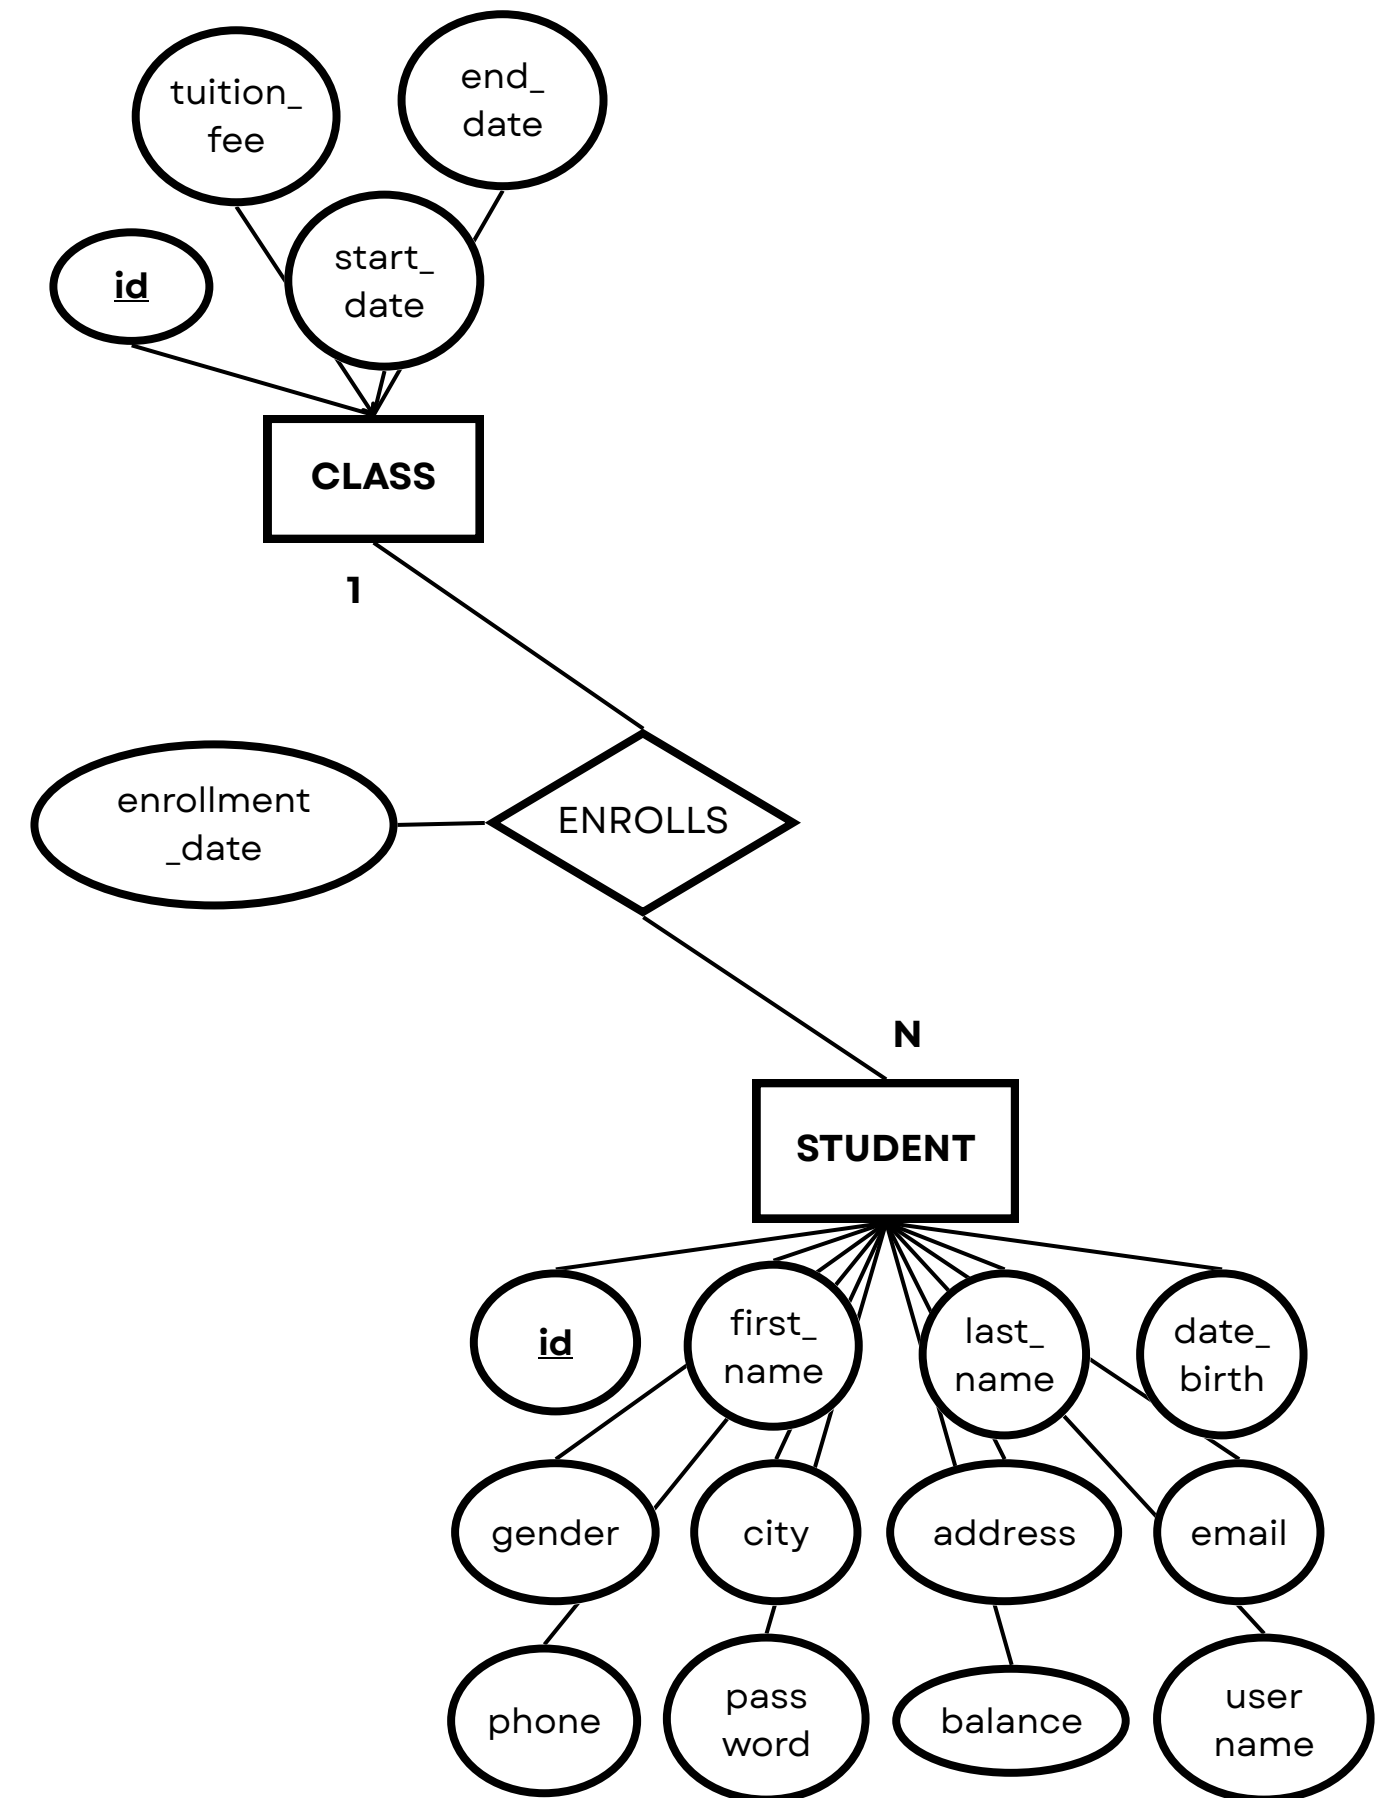 tuition_
fee
end_
date
id
start_
date
CLASS
1
enrollment
_date
ENROLLS
N
STUDENT
id
first_
name
last_
name
date_
birth
gender
city
address
email
phone
pass
word
balance
user
name